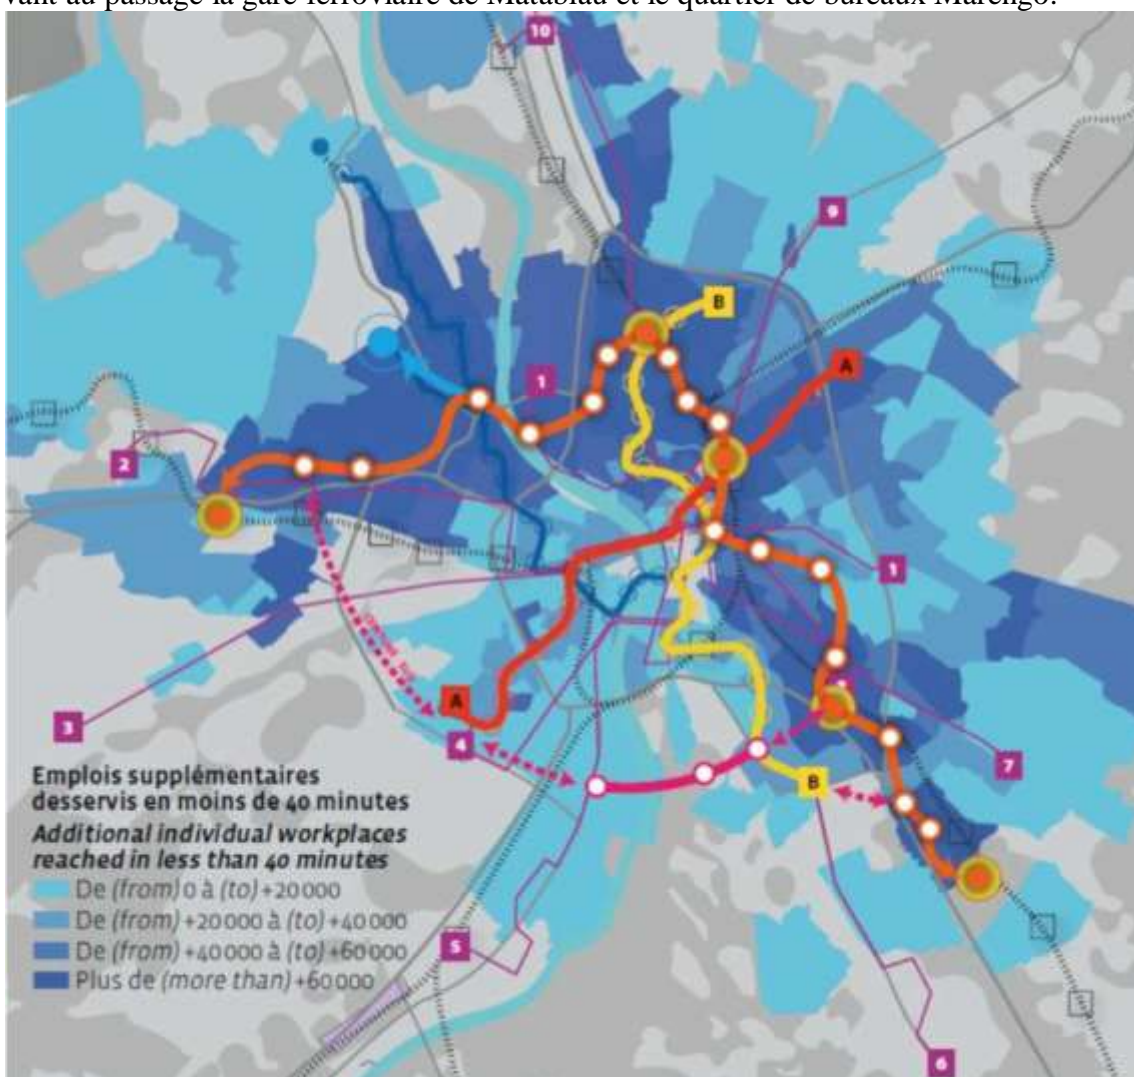 vant au passage la gare ferroviaire de Matabiau et le quartier de bureaux Marengo.
10
9
B
A
1
2
1
A
3
4
7
B
Emplois supplémentaires
desservis en moins de 40 minutes
Additional individual workplaces
reached in less than 40 minutes
De (from) 0 à (to) +20 000
De (from) +20 000 à (to) +40 000
De (from) +40 000 à (to) +60 000
Plus de (more than) +60 000
S
6